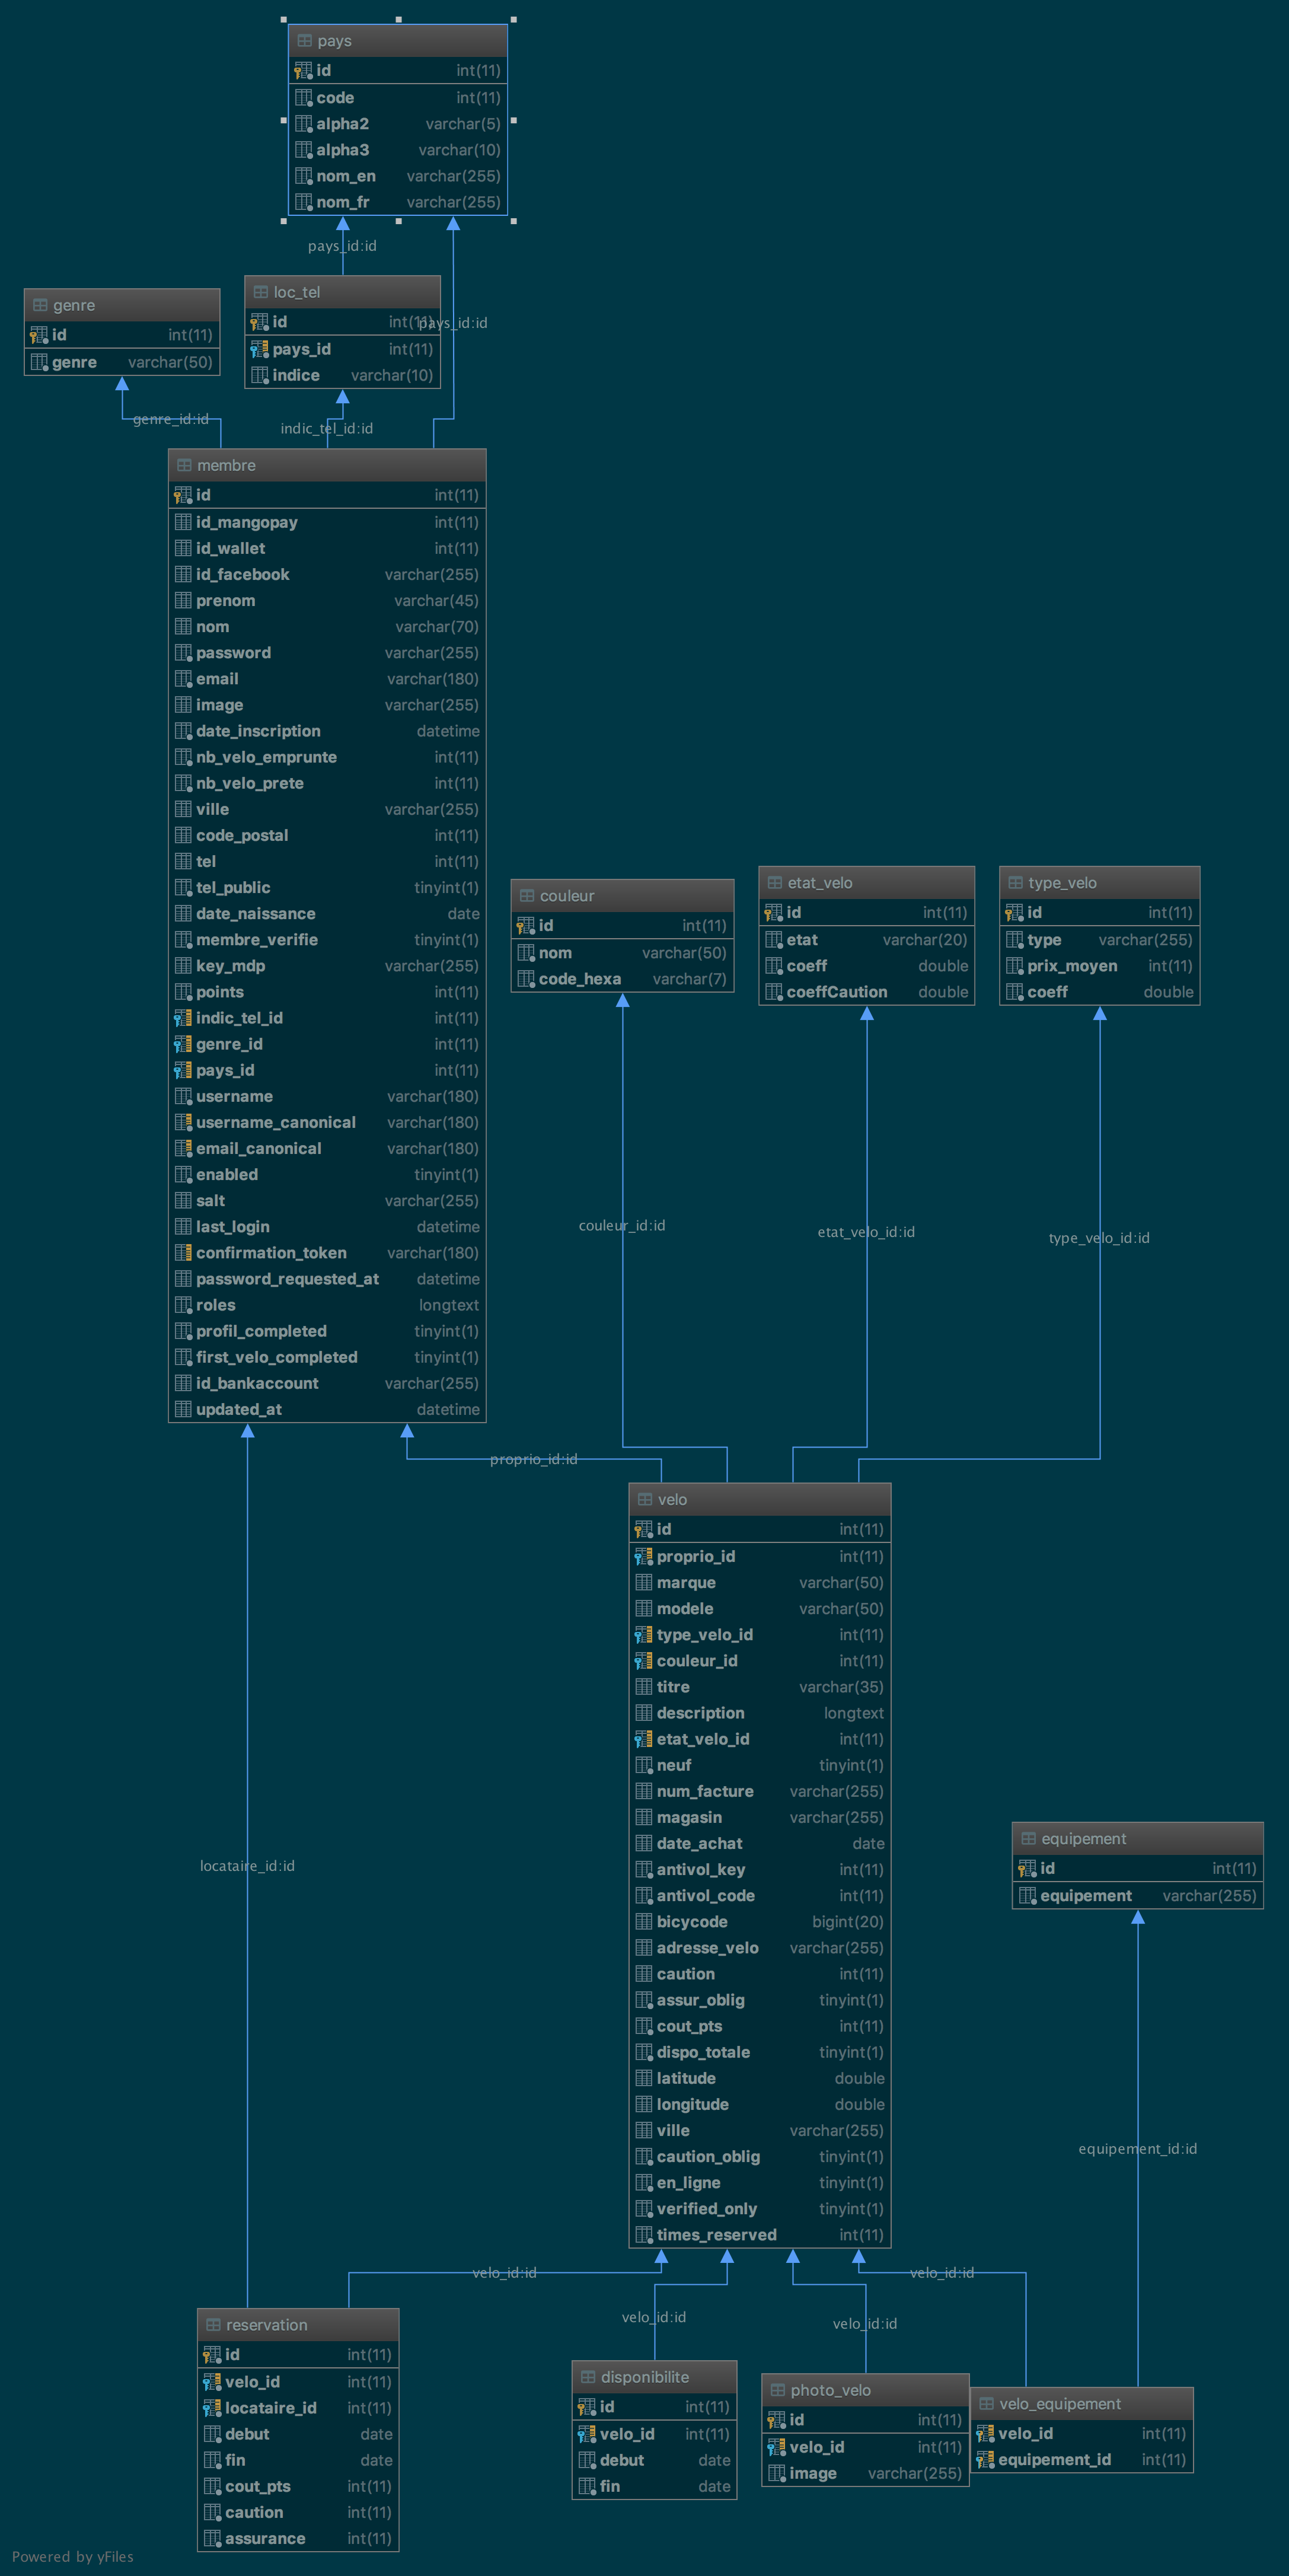 pays
id int(11)
code int(11)
alpha2 varchar(5)
alpha3 varchar(10)
nom_en varchar(255)
nom_fr varchar(255)
pays_id:id
genre
id int(11)
genre varchar(50)
loc_tel
id int(11)
pays_id int(11)
indice varchar(10)
pays_id:id
genre_id:id
indic_tel_id:id
membre
id int(11)
id_mangopay int(11)
id_wallet int(11)
id_facebook varchar(255)
prenom varchar(45)
nom varchar(70)
password varchar(255)
email varchar(180)
image varchar(255)
date_inscription datetime
nb_velo_emprunte int(11)
nb_velo_prete int(11)
ville varchar(255)
code_postal int(11)
tel int(11)
tel_public tinyint(1)
date_naissance date
membre_verifie tinyint(1)
key_mdp varchar(255)
points int(11)
indic_tel_id int(11)
genre_id int(11)
pays_id int(11)
username varchar(180)
username_canonical varchar(180)
email_canonical varchar(180)
enabled tinyint(1)
salt varchar(255)
last_login datetime
confirmation_token varchar(180)
password_requested_at datetime
roles longtext
profil_completed tinyint(1)
first_velo_completed tinyint(1)
id_bankaccount varchar(255)
updated_at datetime
couleur
id int(11)
nom varchar(50)
code_hexa varchar(7)
etat_velo
id int(11)
etat varchar(20)
coeff double
coeffCaution double
type_velo
id int(11)
type varchar(255)
prix_moyen int(11)
coeff double
couleur_id:id
etat_velo_id:id
type_velo_id:id
proprio_id:id
velo
id int(11)
proprio_id int(11)
marque varchar(50)
modele varchar(50)
type_velo_id int(11)
couleur_id int(11)
titre varchar(35)
description longtext
etat_velo_id int(11)
neuf tinyint(1)
num_facture varchar(255)
magasin varchar(255)
date_achat date
antivol_key int(11)
antivol_code int(11)
bicycode bigint(20)
adresse_velo varchar(255)
caution int(11)
assur_oblig tinyint(1)
cout_pts int(11)
dispo_totale tinyint(1)
latitude double
longitude double
ville varchar(255)
caution_oblig tinyint(1)
en_ligne tinyint(1)
verified_only tinyint(1)
times_reserved int(11)
equipement
id int(11)
equipement varchar(255)
locataire_id:id
equipement_id:id
velo_id:id
velo_id:id
velo_id:id
velo_id:id
reservation
id int(11)
velo_id int(11)
locataire_id int(11)
debut date
fin date
cout_pts int(11)
caution int(11)
assurance int(11)
disponibilite
id int(11)
velo_id int(11)
debut date
fin date
photo_velo
id int(11)
velo_id int(11)
image varchar(255)
velo_equipement
velo_id int(11)
equipement_id int(11)
Powered by yFiles